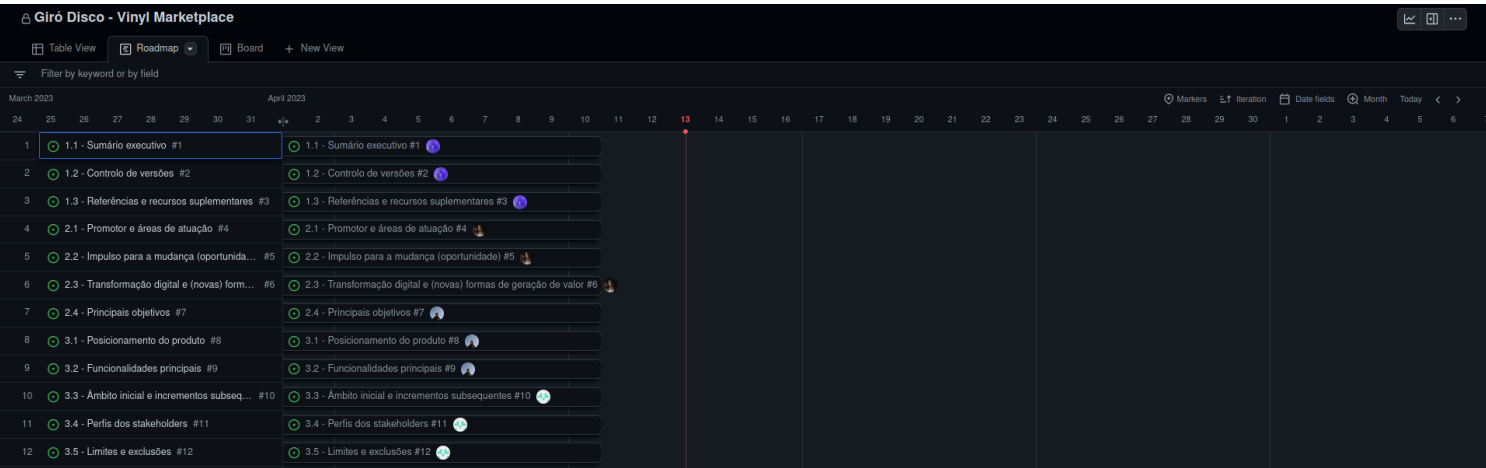 Giró Disco - Vinyl Marketplace
Table View Roadmap Board + New View
Filter by keyword or by field
March 2023 April 2023 Markers Iteration Date fields Month Today
24 25 26 27 28 29 30 31 2 3 4 5 6 7 8 9 10 11 12 13 14 15 16 17 18 19 20 21 22 23 24 25 26 27 28 29 30 1 2 3 4 5 6
1 1.1 - Sumário executivo #1 1.1 - Sumário executivo #1
2 1.2 - Controlo de versões #2 1.2 - Controlo de versões #2
3 1.3 - Referências e recursos suplementares #3 1.3 - Referências e recursos suplementares #3
4 2.1 - Promotor e áreas de atuação #4 2.1 - Promotor e áreas de atuação #4
5 2.2 - Impulso para a mudança (oportunida... #5 2.2 - Impulso para a mudança (oportunidade) #5
6 2.3 - Transformação digital e (novas) form... #6 2.3 - Transformação digital e (novas) formas de geração de valor #6
7 2.4 - Principais objetivos #7 2.4 - Principais objetivos #7
8 3.1 - Posicionamento do produto #8 3.1 - Posicionamento do produto #8
9 3.2 - Funcionalidades principais #9 3.2 - Funcionalidades principais #9
10 3.3 - Âmbito inicial e incrementos subseq... #10 3.3 - Âmbito inicial e incrementos subsequentes #10
11 3.4 - Perfis dos stakeholders #11 3.4 - Perfis dos stakeholders #11
12 3.5 - Limites e exclusões #12 3.5 - Limites e exclusões #12